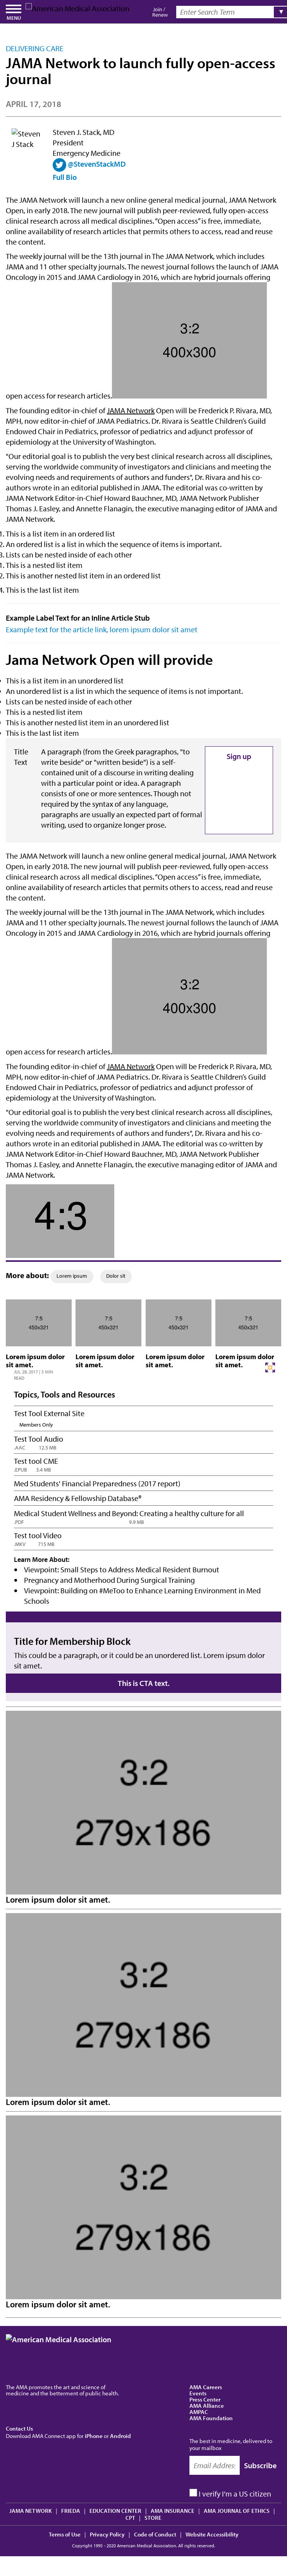 MENU
American Medical Association
Join /
Renew
Enter Search Term
DELIVERING CARE
JAMA Network to launch fully open-access
journal
APRIL 17, 2018
Steven
J Stack
Steven J. Stack, MD
President
Emergency Medicine
@StevenStackMD
Full Bio
The JAMA Network will launch a new online general medical journal, JAMA Network
Open, in early 2018. The new journal will publish peer-reviewed, fully open-access
clinical research across all medical disciplines. "Open access" is free, immediate,
online availability of research articles that permits others to access, read and reuse
the content.
The weekly journal will be the 13th journal in The JAMA Network, which includes
JAMA and 11 other specialty journals. The newest journal follows the launch of JAMA
Oncology in 2015 and JAMA Cardiology in 2016, which are hybrid journals offering
3:2
400x300
open access for research articles.
The founding editor-in-chief of JAMA Network Open will be Frederick P. Rivara, MD,
MPH, now editor-in-chief of JAMA Pediatrics. Dr. Rivara is Seattle Children's Guild
Endowed Chair in Pediatrics, professor of pediatrics and adjunct professor of
epidemiology at the University of Washington.
"Our editorial goal is to publish the very best clinical research across all disciplines,
serving the worldwide community of investigators and clinicians and meeting the
evolving needs and requirements of authors and funders", Dr. Rivara and his co-
authors wrote in an editorial published in JAMA. The editorial was co-written by
JAMA Network Editor-in-Chief Howard Bauchner, MD, JAMA Network Publisher
Thomas J. Easley, and Annette Flanagin, the executive managing editor of JAMA and
JAMA Network.
This is a list item in an ordered list
An ordered list is a list in which the sequence of items is important.
Lists can be nested inside of each other
This is a nested list item
This is another nested list item in an ordered list
This is the last list item
Example Label Text for an Inline Article Stub
Example text for the article link, lorem ipsum dolor sit amet
Jama Network Open will provide
This is a list item in an unordered list
An unordered list is a list in which the sequence of items is not important.
Lists can be nested inside of each other
This is a nested list item
This is another nested list item in an unordered list
This is the last list item
Title
Text
A paragraph (from the Greek paragraphos, "to
write beside" or "written beside") is a self-
contained unit of a discourse in writing dealing
with a particular point or idea. A paragraph
consists of one or more sentences. Though not
required by the syntax of any language,
paragraphs are usually an expected part of formal
writing, used to organize longer prose.
Sign up
The JAMA Network will launch a new online general medical journal, JAMA Network
Open, in early 2018. The new journal will publish peer-reviewed, fully open-access
clinical research across all medical disciplines. "Open access" is free, immediate,
online availability of research articles that permits others to access, read and reuse
the content.
The weekly journal will be the 13th journal in The JAMA Network, which includes
JAMA and 11 other specialty journals. The newest journal follows the launch of JAMA
Oncology in 2015 and JAMA Cardiology in 2016, which are hybrid journals offering
3:2
400x300
open access for research articles.
The founding editor-in-chief of JAMA Network Open will be Frederick P. Rivara, MD,
MPH, now editor-in-chief of JAMA Pediatrics. Dr. Rivara is Seattle Children's Guild
Endowed Chair in Pediatrics, professor of pediatrics and adjunct professor of
epidemiology at the University of Washington.
"Our editorial goal is to publish the very best clinical research across all disciplines,
serving the worldwide community of investigators and clinicians and meeting the
evolving needs and requirements of authors and funders", Dr. Rivara and his co-
authors wrote in an editorial published in JAMA. The editorial was co-written by
JAMA Network Editor-in-Chief Howard Bauchner, MD, JAMA Network Publisher
Thomas J. Easley, and Annette Flanagin, the executive managing editor of JAMA and
JAMA Network.
4:3
More about: Lorem ipsum Dolor sit
7:5 7:5 7:5 7:5
450x321 450x321 450x321 450x321
Lorem ipsum dolor Lorem ipsum dolor Lorem ipsum dolor Lorem ipsum dolor
sit amet. sit amet. sit amet. sit amet.
JUL 28, 2017 | 3 MIN
READ
Topics, Tools and Resources
Test Tool External Site
Members Only
Test Tool Audio
.AAC 12.5 MB
Test tool CME
.EPUB 3.4 MB
Med Students' Financial Preparedness (2017 report)
AMA Residency & Fellowship Database®
Medical Student Wellness and Beyond: Creating a healthy culture for all
.PDF 9.9 MB
Test tool Video
.MKV 715 MB
Learn More About:
Viewpoint: Small Steps to Address Medical Resident Burnout
Pregnancy and Motherhood During Surgical Training
Viewpoint: Building on #MeToo to Enhance Learning Environment in Med
Schools
Title for Membership Block
This could be a paragraph, or it could be an unordered list. Lorem ipsum dolor
sit amet.
This is CTA text.
3:2
279x186
Lorem ipsum dolor sit amet.
3:2
279x186
Lorem ipsum dolor sit amet.
3:2
279x186
Lorem ipsum dolor sit amet.
American Medical Association
The AMA promotes the art and science of
medicine and the betterment of public health.
Contact Us
Download AMA Connect app for iPhone or Android
AMA Careers
Events
Press Center
AMA Alliance
AMPAC
AMA Foundation
The best in medicine, delivered to
your mailbox
Email Address Subscribe
I verify I'm a US citizen
JAMA NETWORK | FRIEDA | EDUCATION CENTER | AMA INSURANCE | AMA JOURNAL OF ETHICS |
CPT | STORE
Terms of Use | Privacy Policy | Code of Conduct | Website Accessibility
Copyright 1995 - 2020 American Medical Association. All rights reserved.